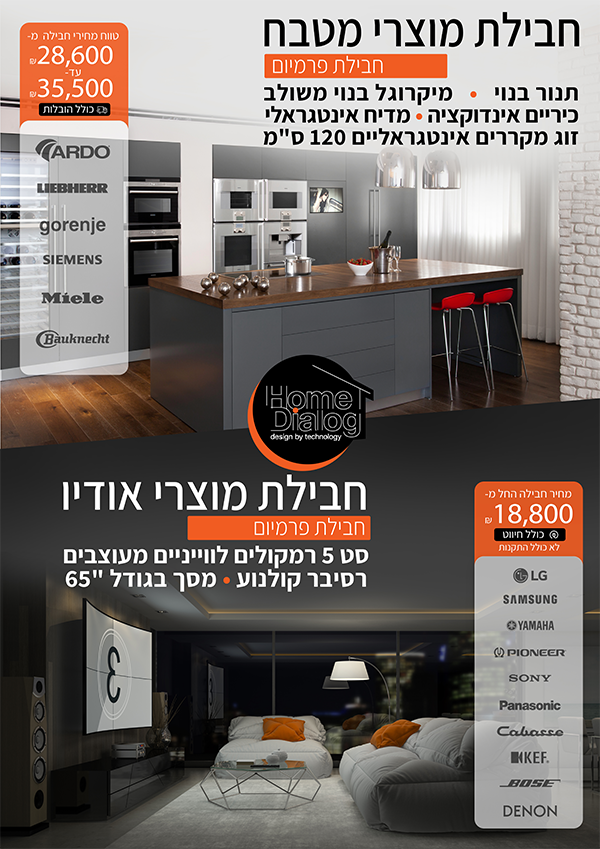 חבילת מוצרי מטבח
חבילת פרמיום
תנור בנוי • מיקרוגל בנוי משולב
כיריים אינדוקציה • מדיח אינטגראלי
זוג מקררים אינטגראליים 120 ס"מ
טווח מחירי חבילה מ-
28,600 ₪
עד-
35,500 ₪
כולל הובלות
ARDO
LIEBHERR
gorenje
SIEMENS
Miele
Bauknecht
Home
Dialog
design by technology
חבילת מוצרי אודיו
חבילת פרמיום
סט 5 רמקולים לווייניים מעוצבים
רסיבר קולנוע • מסך בגודל "65
מחיר חבילה החל מ-
18,800 ₪
כולל חיווט
לא כולל התקנות
LG
SAMSUNG
YAMAHA
PIONEER
SONY
Panasonic
Cabasse
KEF
BOSE
DENON
3